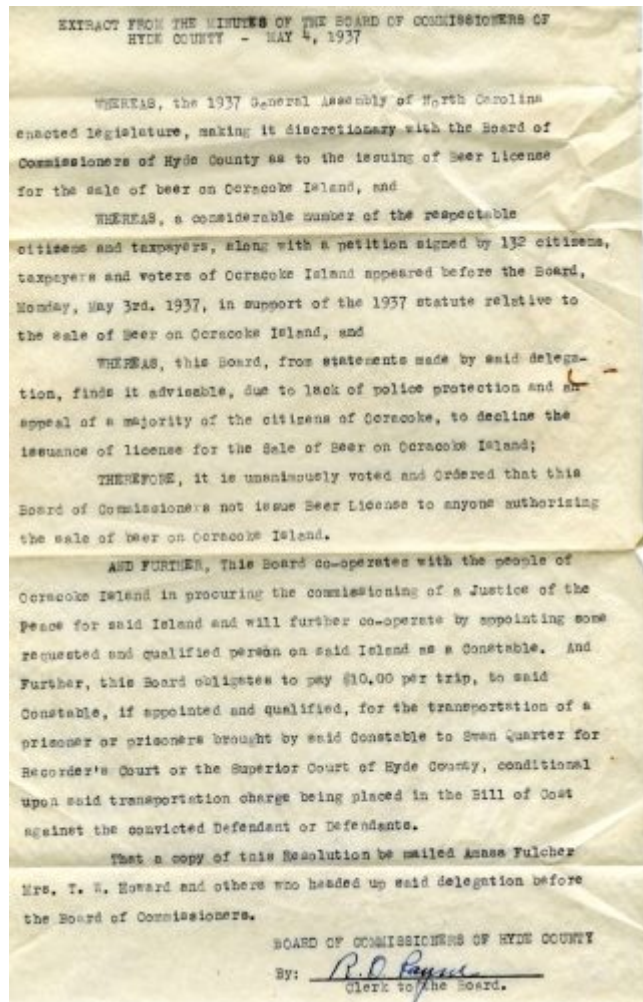 EXTRACT FROM THE MINUTES OF THE BOARD OF COMMISSIONERS OF
HYDE COUNTY - MAY 4, 1937
WHEREAS, the 1937 General Assembly of North Carolina
enacted legislature, making it discretionary with the Board of
Commissioners of Hyde County as to the issuing of Beer License
for the sale of beer on Ocracoke Island, and
WHEREAS, a considerable number of the respectable
citizens and taxpayers, along with a petition signed by 132 citizens,
taxpayers and voters of Ocracoke Island appeared before the Board,
Monday, May 3rd. 1937, in support of the 1937 statute relative to
the sale of Beer on Ocracoke Island, and
WHEREAS, this Board, from statements made by said delega-
tion, finds it advisable, due to lack of police protection and an
appeal of a majority of the citizens of Ocracoke, to decline the
issuance of license for the Sale of Beer on Ocracoke Island;
THEREFORE, it is unanimously voted and Ordered that this
Board of Commissioners not issue Beer License to anyone authorizing
the sale of beer on Ocracoke Island.
AND FURTHER, This Board co-operates with the people of
Ocracoke Island in procuring the commissioning of a Justice of the
Peace for said Island and will further co-operate by appointing some
requested and qualified person on said Island as a Constable. And
Further, this Board obligates to pay $10.00 per trip, to said
Constable, if appointed and qualified, for the transportation of a
prisoner or prisoners brought by said Constable to Swan Quarter for
Recorder's Court or the Superior Court of Hyde County, conditional
upon said transportation charge being placed in the Bill of Cost
against the convicted Defendant or Defendants.
That a copy of this Resolution be mailed Amasa Fulcher
Mrs. T. W. Howard and others who headed up said delegation before
the Board of Commissioners.
BOARD OF COMMISSIONERS OF HYDE COUNTY
By: R. O. Payne
Clerk to the Board.